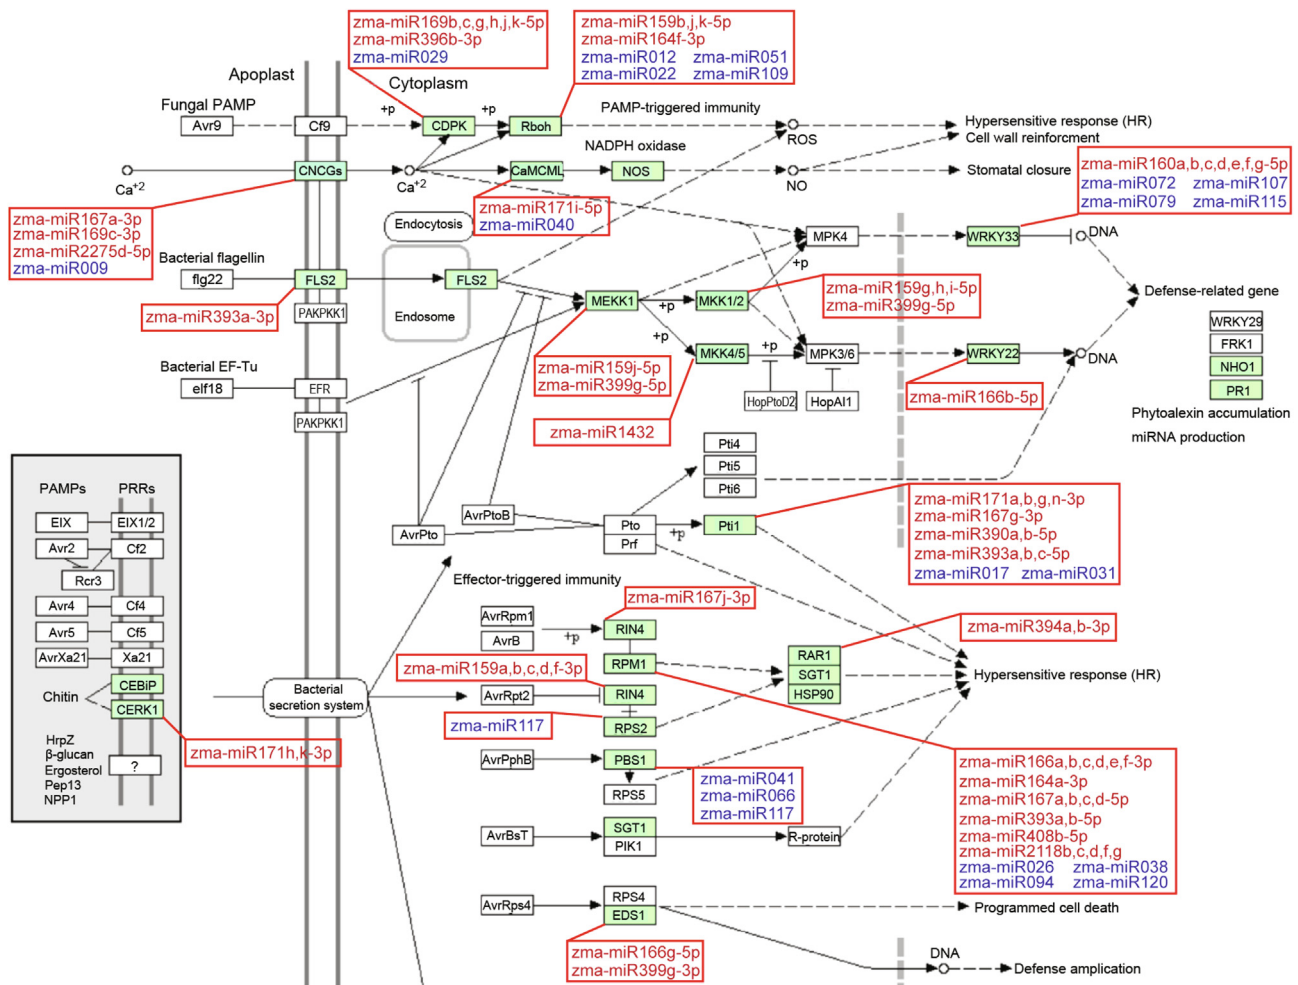 zma-miR169b,c,g,h,j,k-5p
zma-miR396b-3p
zma-miR029
zma-miR159b,j,k-5p
zma-miR164f-3p
zma-miR012 zma-miR051
zma-miR022 zma-miR109
Apoplast
Cytoplasm
Fungal PAMP
Avr9
Cf9
+p
CDPK
+p
Rboh
PAMP-triggered immunity
ROS
Hypersensitive response (HR)
Cell wall reinforcment
NADPH oxidase
Ca+2
CNCGs
Ca+2
CaMCML
NOS
NO
Stomatal closure
zma-miR160a,b,c,d,e,f,g-5p
zma-miR072 zma-miR107
zma-miR079 zma-miR115
zma-miR167a-3p
zma-miR169c-3p
zma-miR2275d-5p
zma-miR009
zma-miR171i-5p
zma-miR040
Endocytosis
MPK4
WRKY33
DNA
Bacterial flagellin
flg22
FLS2
FLS2
Endosome
PAKPKK1
zma-miR393a-3p
MEKK1
+p
MKK1/2
+p
zma-miR159g,h,i-5p
zma-miR399g-5p
Defense-related gene
WRKY29
FRK1
NHO1
PR1
Phytoalexin accumulation
miRNA production
+p
MKK4/5
+p
MPK3/6
WRKY22
DNA
zma-miR159j-5p
zma-miR399g-5p
HopPtoD2
HopAI1
zma-miR166b-5p
zma-miR1432
Bacterial EF-Tu
elf18
EFR
PAKPKK1
Pti4
Pti5
Pti6
PAMPs PRRs
EIX EIX1/2
Avr2 Cf2
Rcr3
Avr4 Cf4
Avr5 Cf5
AvrXa21 Xa21
Chitin
CEBiP
CERK1
HrpZ
β-glucan
Ergosterol
Pep13
NPP1
?
zma-miR171h,k-3p
AvrPto
AvrPtoB
Pto
Prf
+p
Pti1
zma-miR171a,b,g,n-3p
zma-miR167g-3p
zma-miR390a,b-5p
zma-miR393a,b,c-5p
zma-miR017 zma-miR031
Effector-triggered immunity
zma-miR167j-3p
AvrRpm1
AvrB
+p
RIN4
RPM1
zma-miR394a,b-3p
RAR1
SGT1
HSP90
Hypersensitive response (HR)
zma-miR159a,b,c,d,f-3p
Bacterial
secretion system
AvrRpt2
RIN4
zma-miR117
RPS2
AvrPphB
PBS1
RPS5
zma-miR041
zma-miR066
zma-miR117
zma-miR166a,b,c,d,e,f-3p
zma-miR164a-3p
zma-miR167a,b,c,d-5p
zma-miR393a,b-5p
zma-miR408b-5p
zma-miR2118b,c,d,f,g
zma-miR026 zma-miR038
zma-miR094 zma-miR120
AvrBsT
SGT1
PIK1
R-protein
AvrRps4
RPS4
EDS1
Programmed cell death
zma-miR166g-5p
zma-miR399g-3p
DNA
Defense amplication